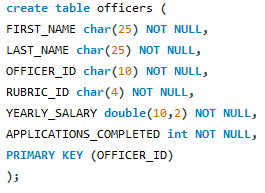 create table officers (
FIRST_NAME char(25) NOT NULL,
LAST_NAME char(25) NOT NULL,
OFFICER_ID char(10) NOT NULL,
RUBRIC_ID char(4) NOT NULL,
YEARLY_SALARY double(10,2) NOT NULL,
APPLICATIONS_COMPLETED int NOT NULL,
PRIMARY KEY (OFFICER_ID)
);